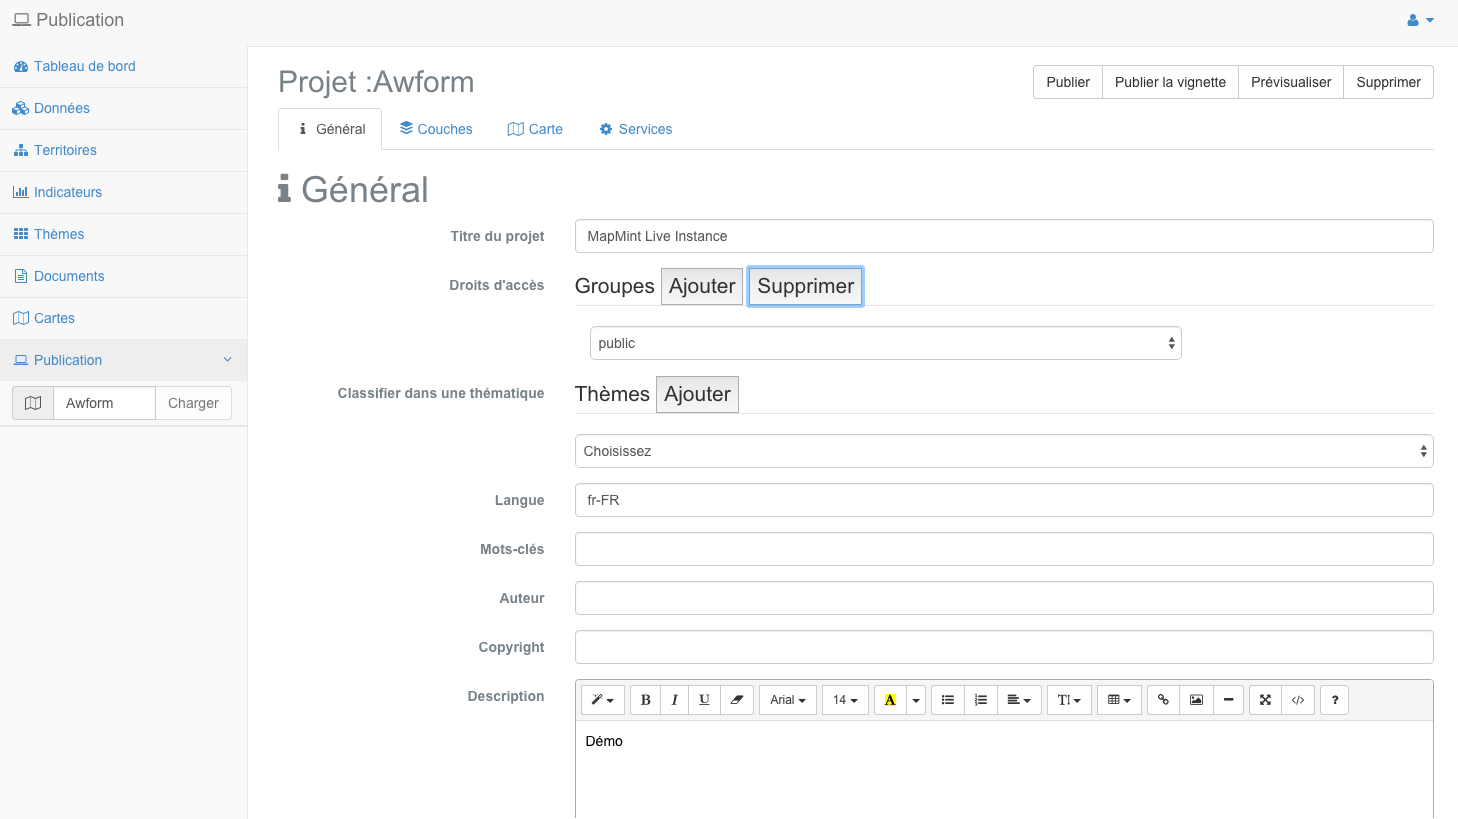 Publication
Tableau de bord
Données
Territoires
Indicateurs
Thèmes
Documents
Cartes
Publication
Awform Charger
Projet :Awform
Publier Publier la vignette Prévisualiser Supprimer
Général Couches Carte Services
Général
Titre du projet MapMint Live Instance
Droits d'accès Groupes Ajouter Supprimer
public
Classifier dans une thématique Thèmes Ajouter
Choisissez
Langue fr-FR
Mots-clés
Auteur
Copyright
Description B I U Arial 14 A T! </> ?
Démo